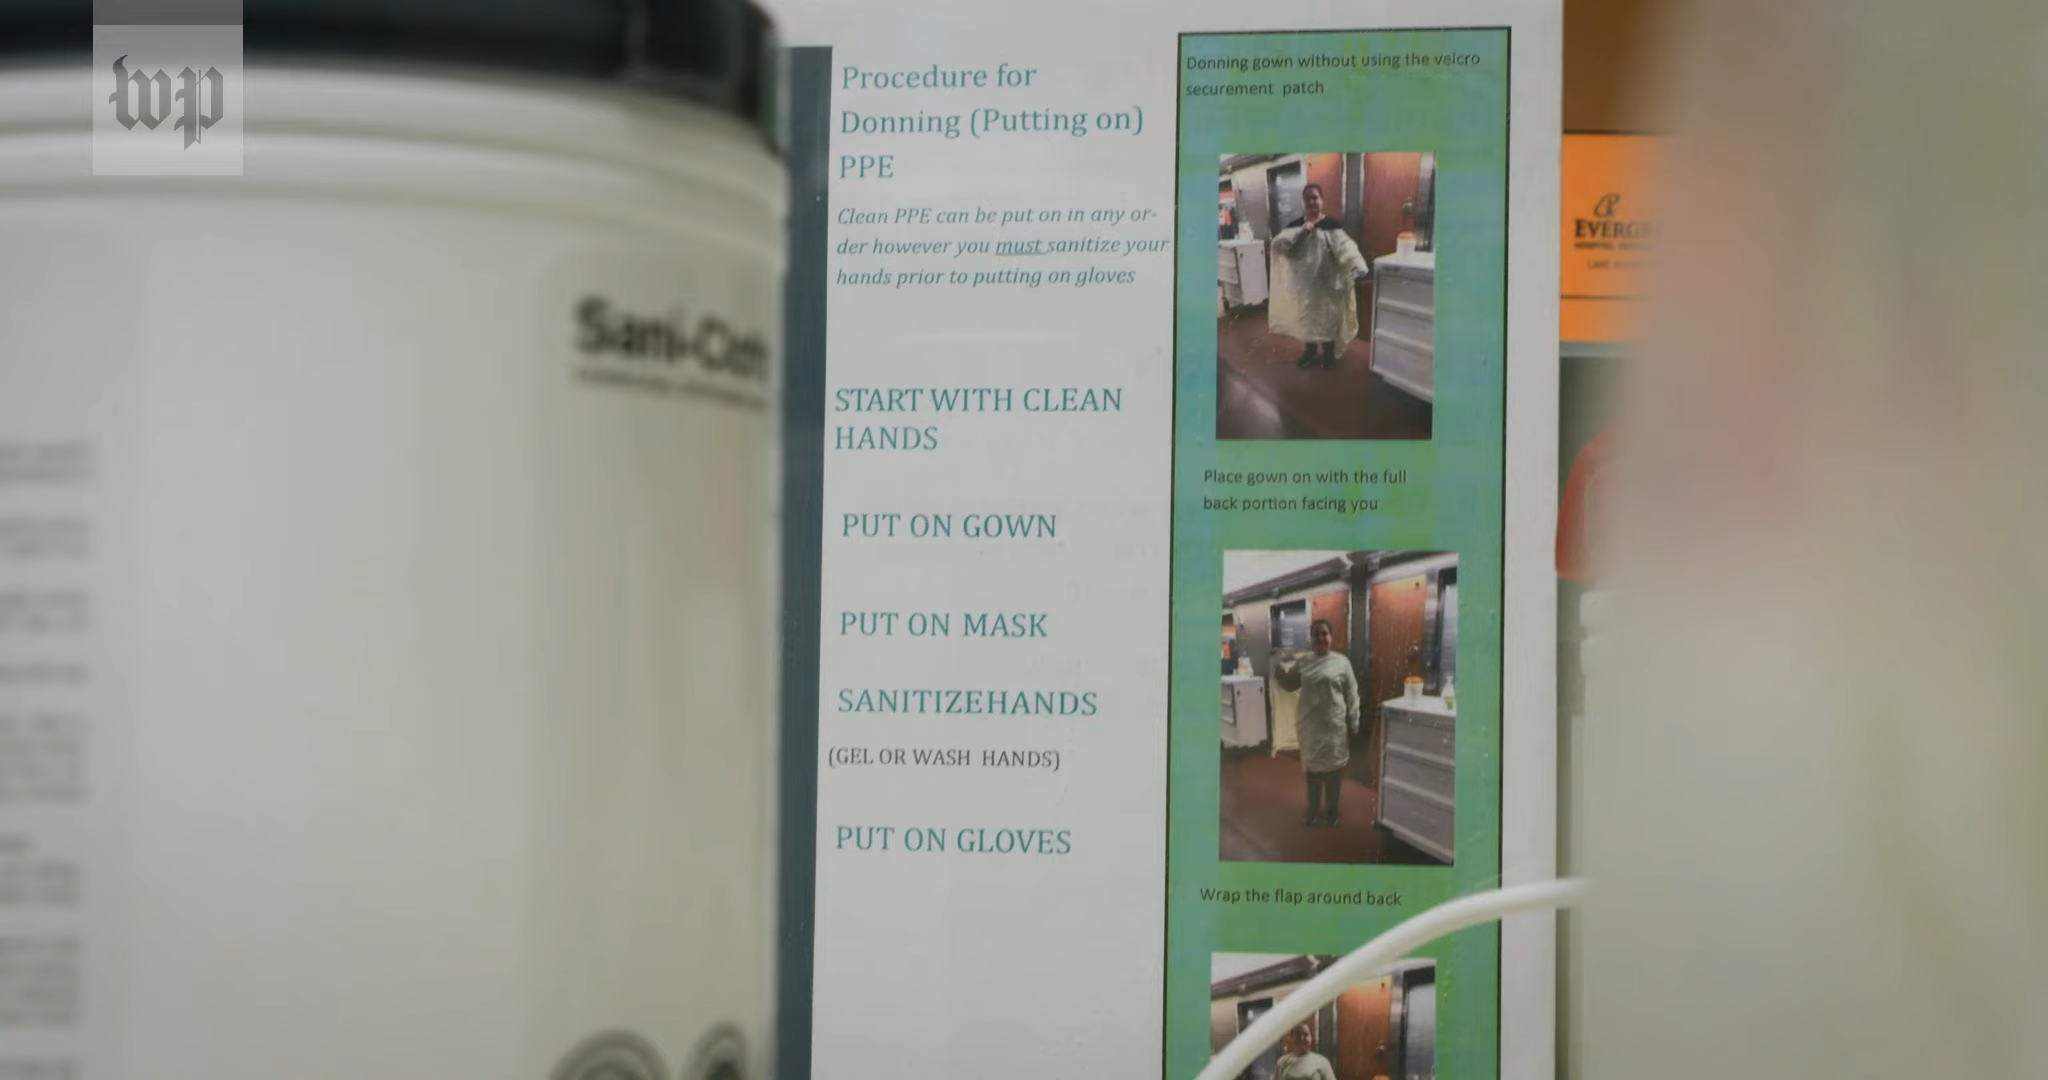 wp
Procedure for
Donning (Putting on)
PPE
Clean PPE can be put on in any or-
der however you must sanitize your
hands prior to putting on gloves
START WITH CLEAN
HANDS
PUT ON GOWN
PUT ON MASK
SANITIZEHANDS
(GEL OR WASH HANDS)
PUT ON GLOVES
Donning gown without using the velcro
securement patch
Place gown on with the full
back portion facing you
Wrap the flap around back